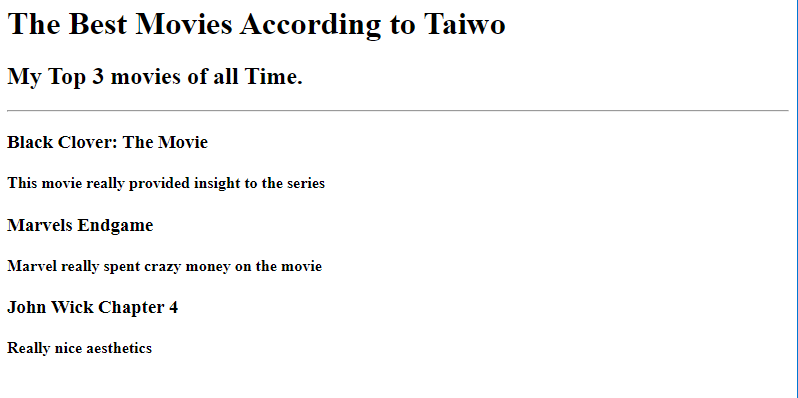 The Best Movies According to Taiwo
My Top 3 movies of all Time.
Black Clover: The Movie
This movie really provided insight to the series
Marvels Endgame
Marvel really spent crazy money on the movie
John Wick Chapter 4
Really nice aesthetics